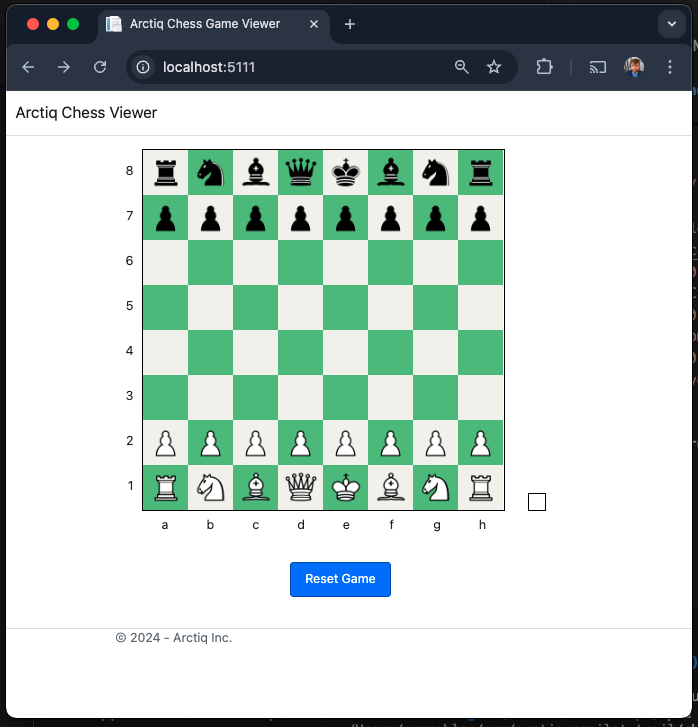 Arctiq Chess Game Viewer
localhost:5111
Arctiq Chess Viewer
8
7
6
5
4
3
2
1
a b c d e f g h
Reset Game
© 2024 - Arctiq Inc.